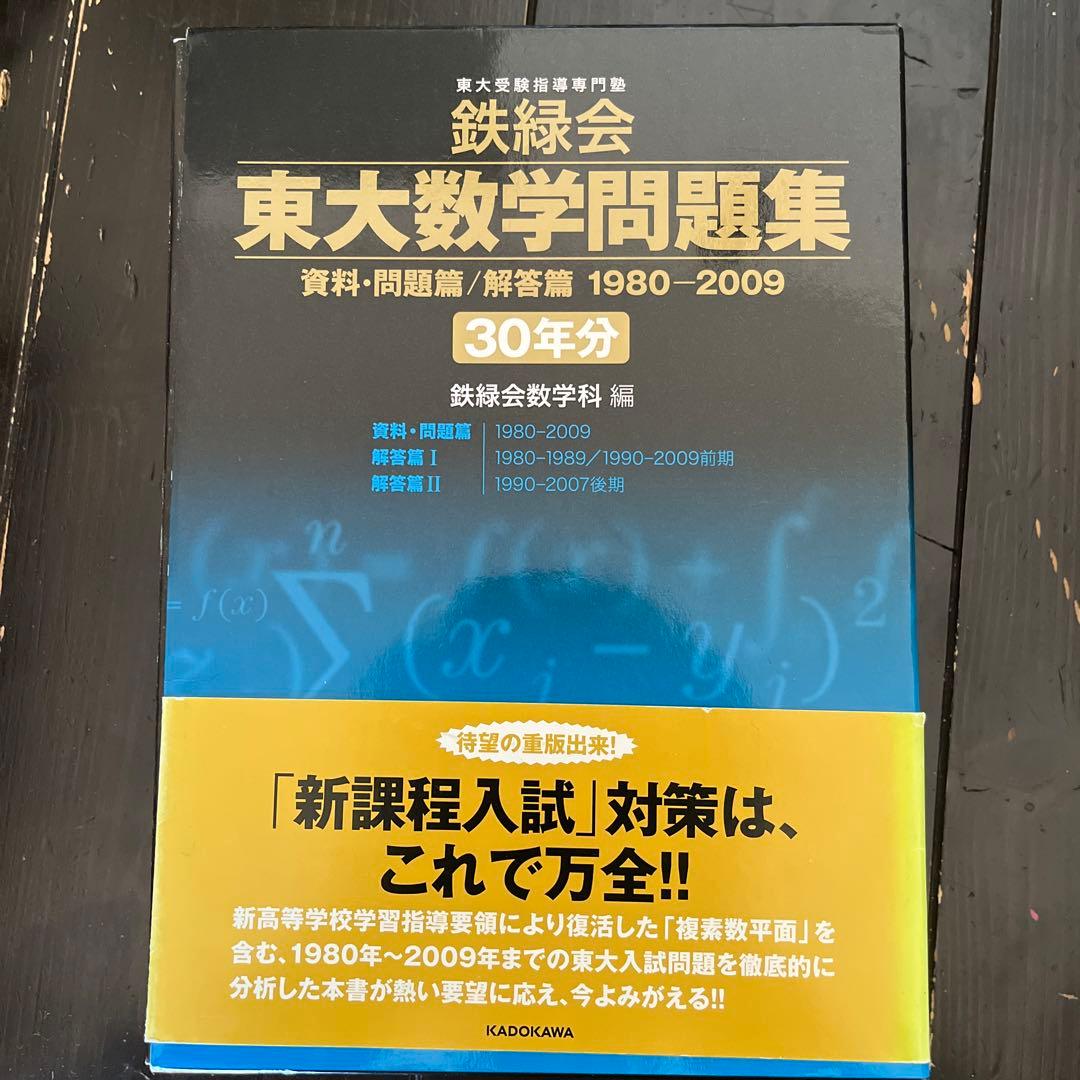 東大受験指導専門塾
鉄緑会
東大数学問題集
資料・問題篇/解答篇 1980-2009
30年分
鉄緑会数学科 編
資料・問題篇 1980-2009
解答篇Ⅰ 1980-1989/1990-2009前期
解答篇Ⅱ 1990-2007後期
= f(x)
n
∑
(x_i - y_i)^2
待望の重版出来!
「新課程入試」対策は、
これで万全!!
新高等学校学習指導要領により復活した「複素数平面」を
含む、1980年〜2009年までの東大入試問題を徹底的に
分析した本書が熱い要望に応え、今よみがえる!!
KADOKAWA